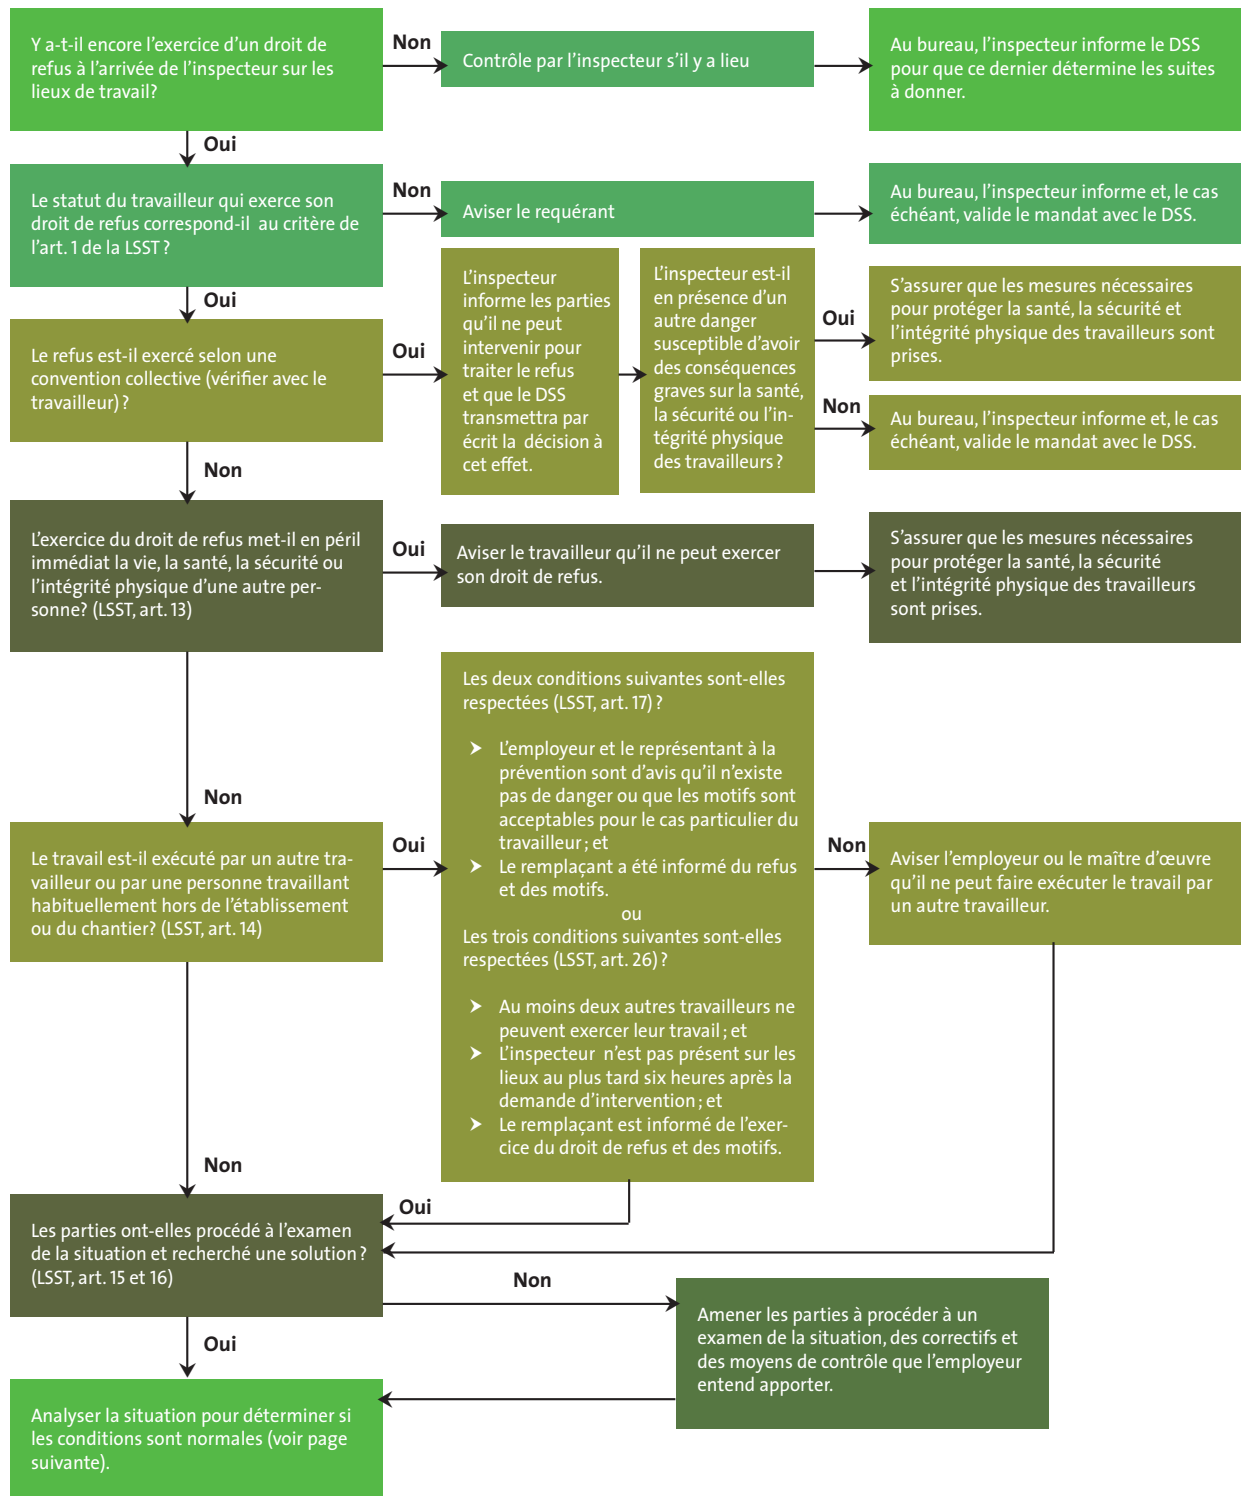 Y a-t-il encore l’exercice d’un droit de
refus à l’arrivée de l’inspecteur sur les
lieux de travail?
Non
Contrôle par l’inspecteur s’il y a lieu
Au bureau, l’inspecteur informe le DSS
pour que ce dernier détermine les suites
à donner.
Oui
Le statut du travailleur qui exerce son
droit de refus correspond-il au critère de
l’art. 1 de la LSST ?
Non
Aviser le requérant
Au bureau, l’inspecteur informe et, le cas
échéant, valide le mandat avec le DSS.
Oui
Le refus est-il exercé selon une
convention collective (vérifier avec le
travailleur) ?
Oui
L’inspecteur
informe les parties
qu’il ne peut
intervenir pour
traiter le refus
et que le DSS
transmettra par
écrit la décision à
cet effet.
L’inspecteur est-il
en présence d’un
autre danger
susceptible d’avoir
des conséquences
graves sur la santé,
la sécurité ou l’in-
tégrité physique
des travailleurs ?
Oui
S’assurer que les mesures nécessaires
pour protéger la santé, la sécurité et
l’intégrité physique des travailleurs sont
prises.
Non
Au bureau, l’inspecteur informe et, le cas
échéant, valide le mandat avec le DSS.
Non
L’exercice du droit de refus met-il en péril
immédiat la vie, la santé, la sécurité ou
l’intégrité physique d’une autre per-
sonne? (LSST, art. 13)
Oui
Aviser le travailleur qu’il ne peut exercer
son droit de refus.
S’assurer que les mesures nécessaires
pour protéger la santé, la sécurité
et l’intégrité physique des travailleurs
sont prises.
Non
Le travail est-il exécuté par un autre tra-
vailleur ou par une personne travaillant
habituellement hors de l’établissement
ou du chantier? (LSST, art. 14)
Oui
Les deux conditions suivantes sont-elles
respectées (LSST, art. 17) ?
➤ L’employeur et le représentant à la
prévention sont d’avis qu’il n’existe
pas de danger ou que les motifs sont
acceptables pour le cas particulier du
travailleur ; et
➤ Le remplaçant a été informé du refus
et des motifs.
ou
Les trois conditions suivantes sont-elles
respectées (LSST, art. 26) ?
➤ Au moins deux autres travailleurs ne
peuvent exercer leur travail ; et
➤ L’inspecteur n’est pas présent sur les
lieux au plus tard six heures après la
demande d’intervention ; et
➤ Le remplaçant est informé de l’exer-
cice du droit de refus et des motifs.
Non
Aviser l’employeur ou le maître d’œuvre
qu’il ne peut faire exécuter le travail par
un autre travailleur.
Non
Oui
Les parties ont-elles procédé à l’examen
de la situation et recherché une solution ?
(LSST, art. 15 et 16)
Non
Amener les parties à procéder à un
examen de la situation, des correctifs et
des moyens de contrôle que l’employeur
entend apporter.
Oui
Analyser la situation pour déterminer si
les conditions sont normales (voir page
suivante).